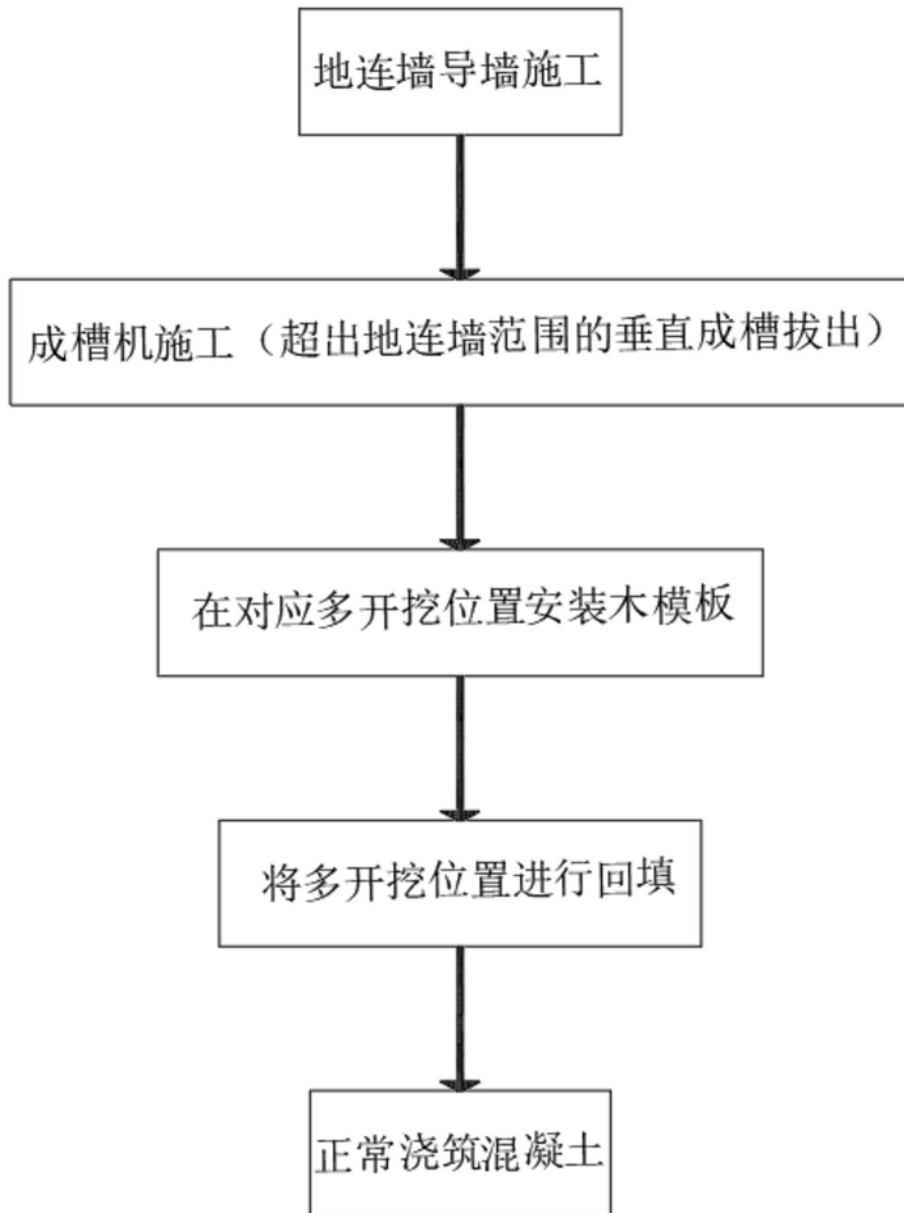 地连墙导墙施工
成槽机施工（超出地连墙范围的垂直成槽拔出）
在对应多开挖位置安装木模板
将多开挖位置进行回填
正常浇筑混凝土